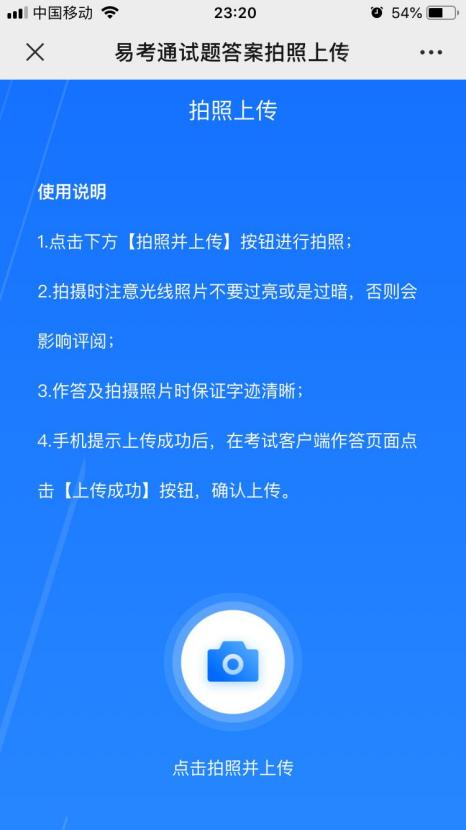 中国移动 23:20 54%
易考通试题答案拍照上传
拍照上传
使用说明
1.点击下方【拍照并上传】按钮进行拍照；
2.拍摄时注意光线照片不要过亮或是过暗，否则会
影响评阅；
3.作答及拍摄照片时保证字迹清晰；
4.手机提示上传成功后，在考试客户端作答页面点
击【上传成功】按钮，确认上传。
点击拍照并上传